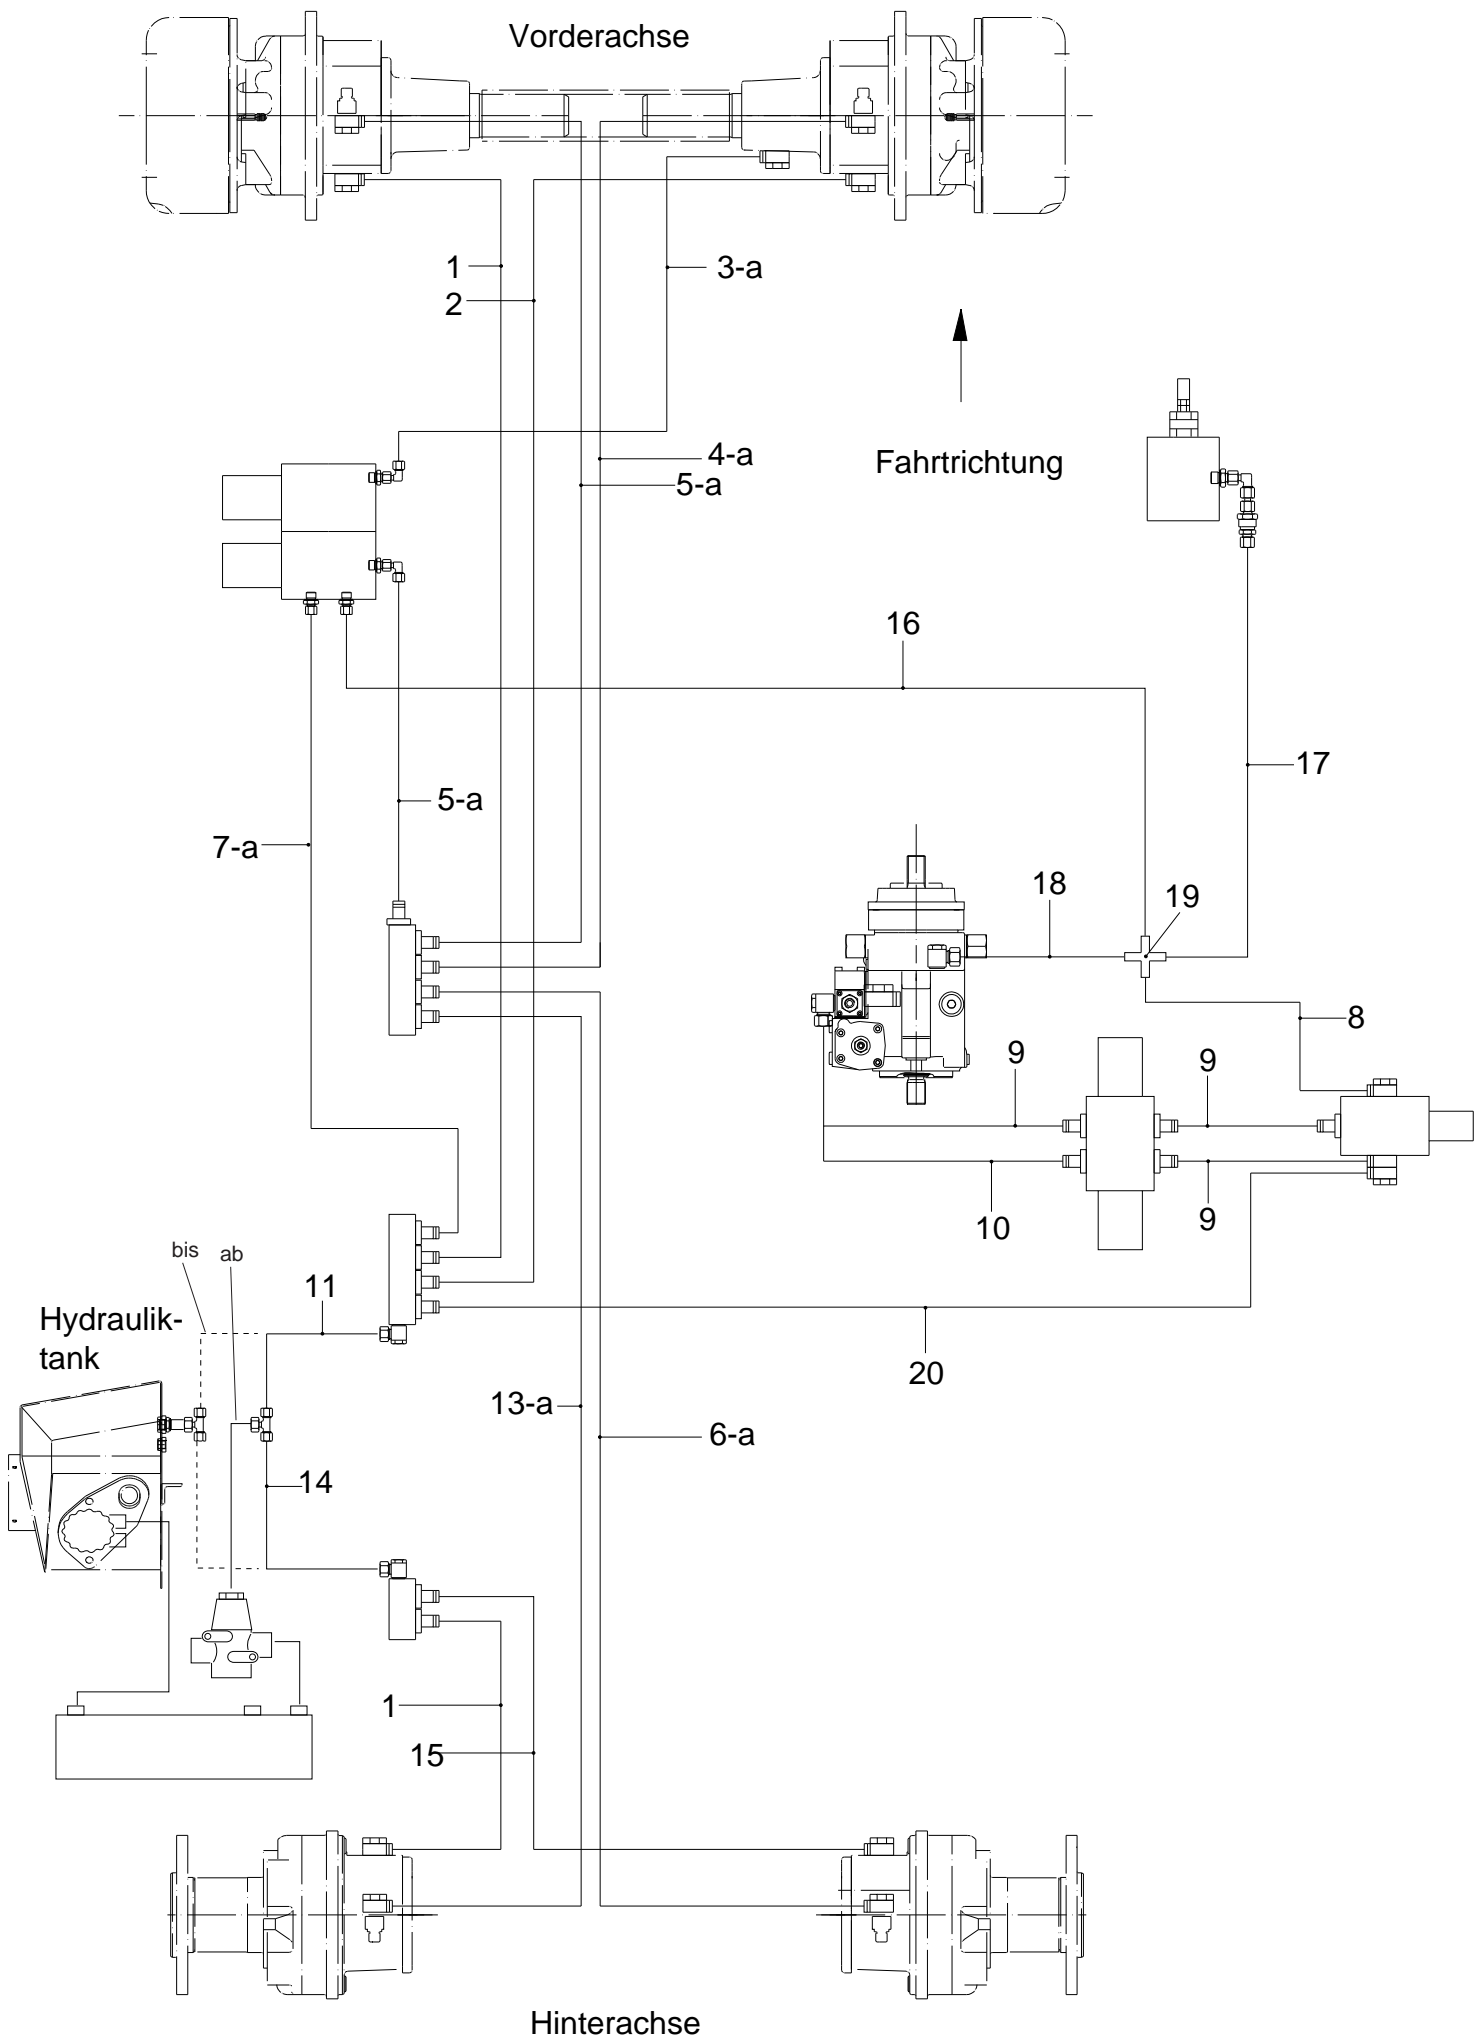 Vorderachse
1
3-a
2
4-a
Fahrtrichtung
5-a
16
17
5-a
7-a
18
19
8
9
9
10
9
bis
ab
11
Hydraulik-
tank
20
13-a
6-a
14
1
15
Hinterachse